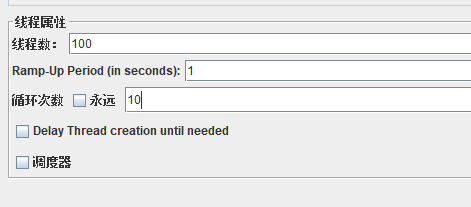 线程属性
线程数： 100
Ramp-Up Period (in seconds): 1
循环次数 永远 10
Delay Thread creation until needed
调度器